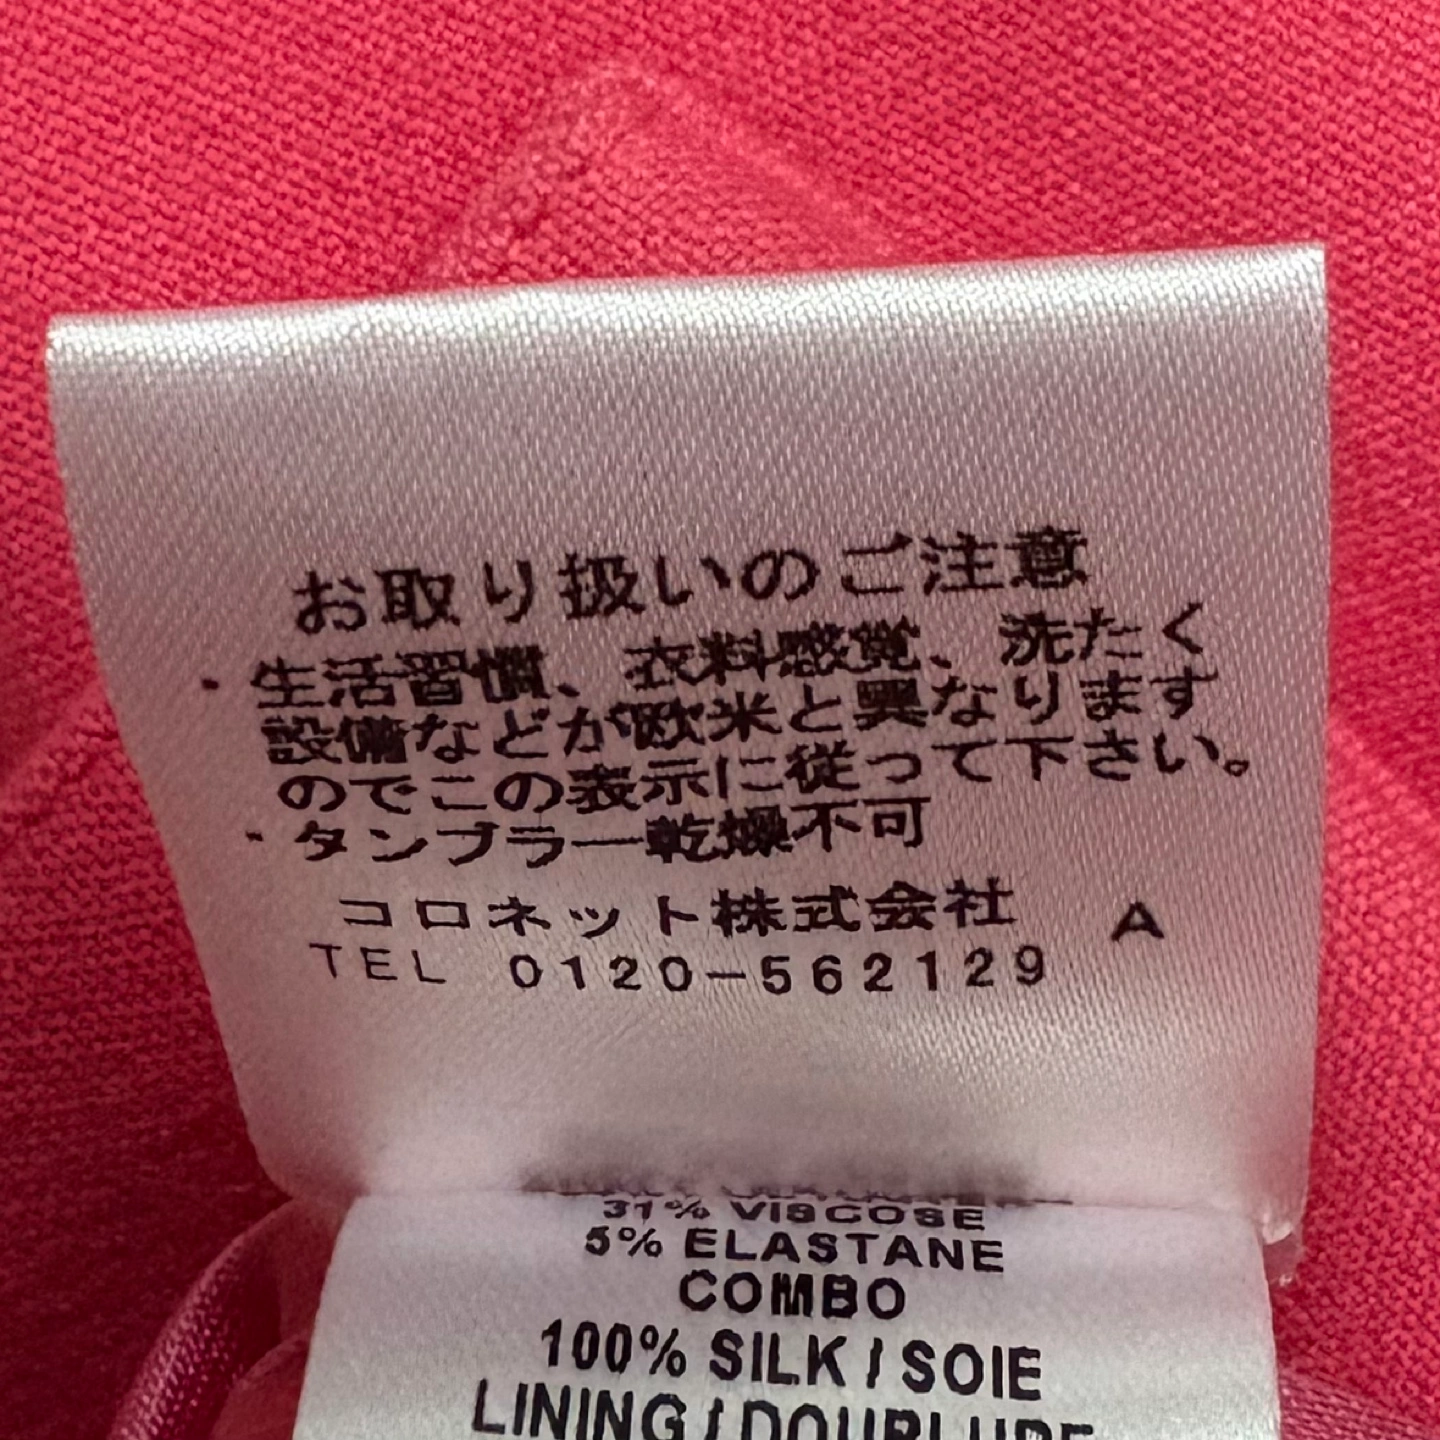 お取り扱いのご注意
・生活習慣、衣料感覚、洗たく
設備などが欧米と異なります
のでこの表示に従って下さい。
・タンブラー乾燥不可
コロネット株式会社 A
TEL 0120-562129
31% VISCOSE
5% ELASTANE
COMBO
100% SILK / SOIE
LINING / DOUBLURE